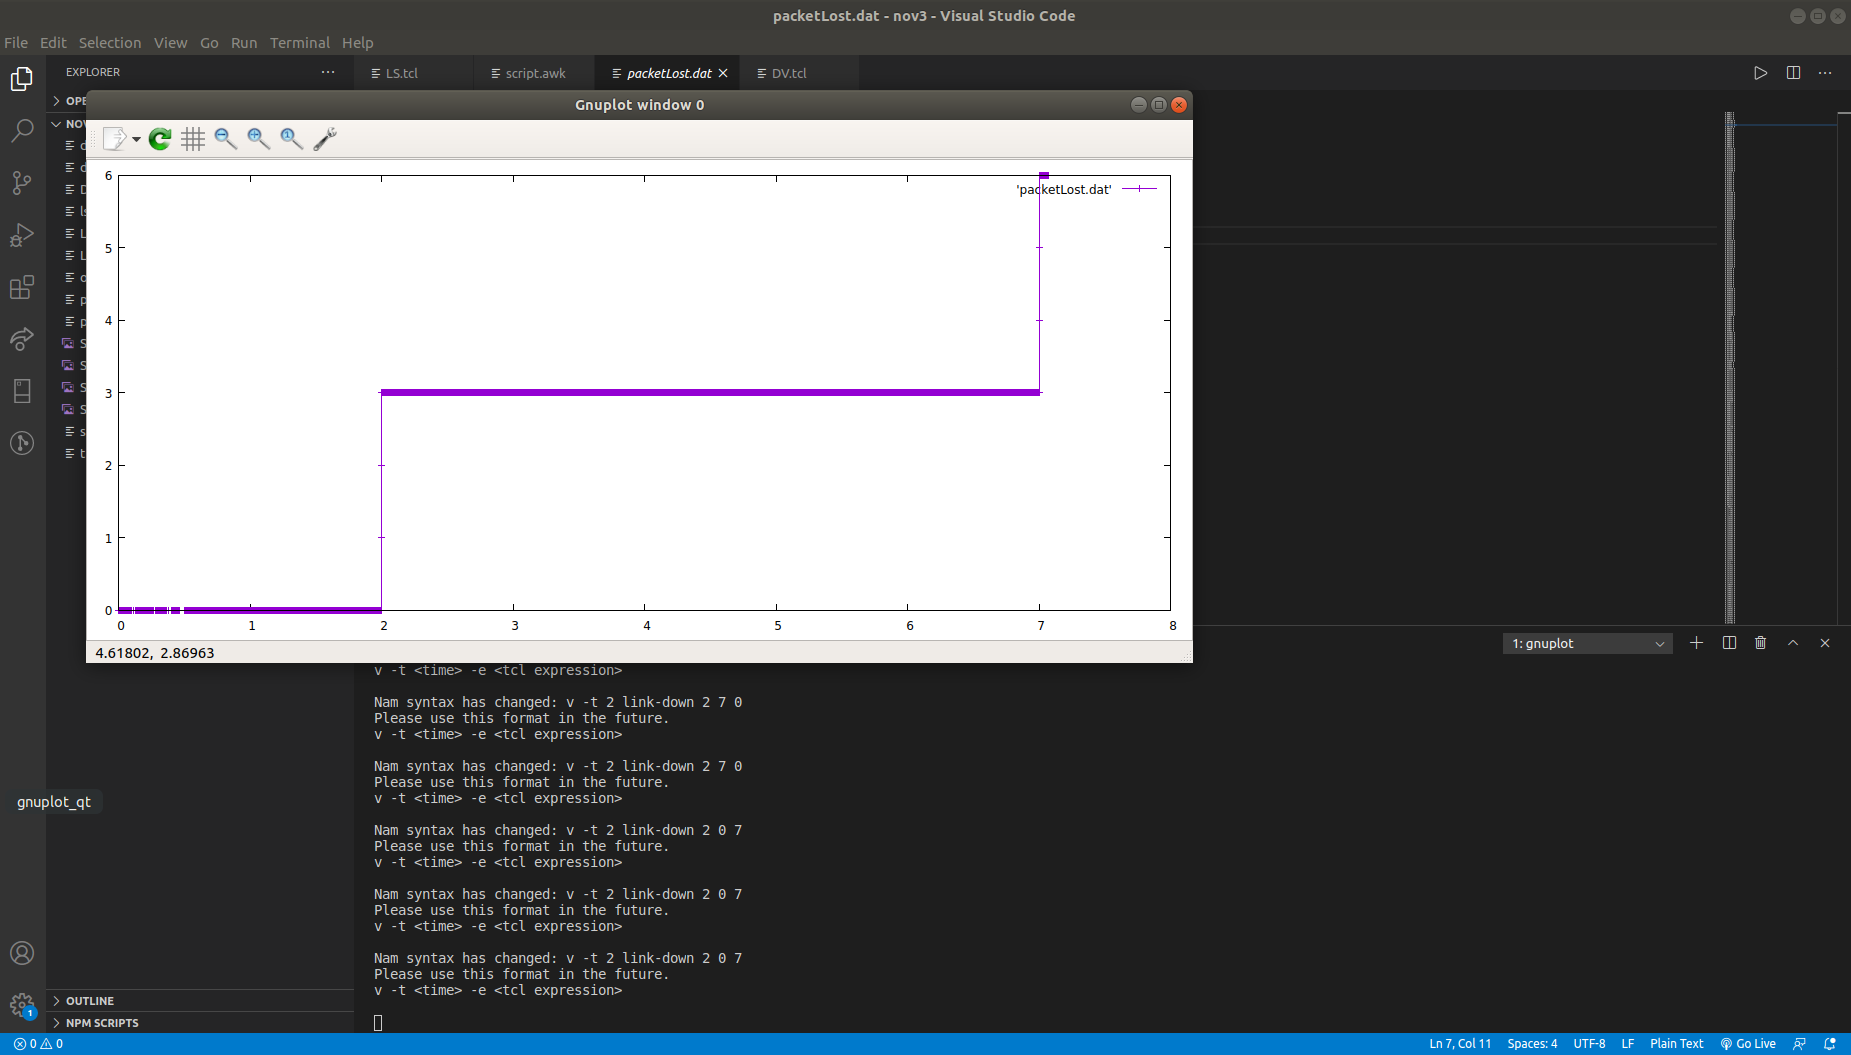 packetLost.dat - nov3 - Visual Studio Code
File Edit Selection View Go Run Terminal Help
EXPLORER
LS.tcl
script.awk
packetLost.dat
DV.tcl
Gnuplot window 0
6
5
4
3
2
1
0
'packetLost.dat'
0 1 2 3 4 5 6 7 8
4.61802, 2.86963
1: gnuplot
v -t <time> -e <tcl expression>
Nam syntax has changed: v -t 2 link-down 2 7 0
Please use this format in the future.
v -t <time> -e <tcl expression>
Nam syntax has changed: v -t 2 link-down 2 7 0
Please use this format in the future.
v -t <time> -e <tcl expression>
Nam syntax has changed: v -t 2 link-down 2 0 7
Please use this format in the future.
v -t <time> -e <tcl expression>
Nam syntax has changed: v -t 2 link-down 2 0 7
Please use this format in the future.
v -t <time> -e <tcl expression>
Nam syntax has changed: v -t 2 link-down 2 0 7
Please use this format in the future.
v -t <time> -e <tcl expression>
gnuplot_qt
OUTLINE
NPM SCRIPTS
1
0 0
Ln 7, Col 11 Spaces: 4 UTF-8 LF Plain Text Go Live